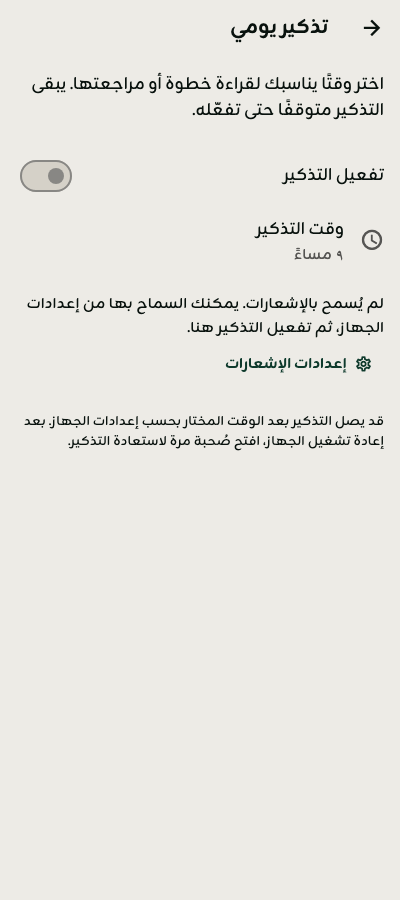 تذكير يومي
اختر وقتًا يناسبك لقراءة خطوة أو مراجعتها. يبقى
التذكير متوقفًا حتى تفعّله.
تفعيل التذكير
وقت التذكير
٩ مساءً
لم يُسمح بالإشعارات. يمكنك السماح بها من إعدادات
الجهاز، ثم تفعيل التذكير هنا.
إعدادات الإشعارات
قد يصل التذكير بعد الوقت المختار بحسب إعدادات الجهاز. بعد
إعادة تشغيل الجهاز، افتح صُحبة مرة لاستعادة التذكير.